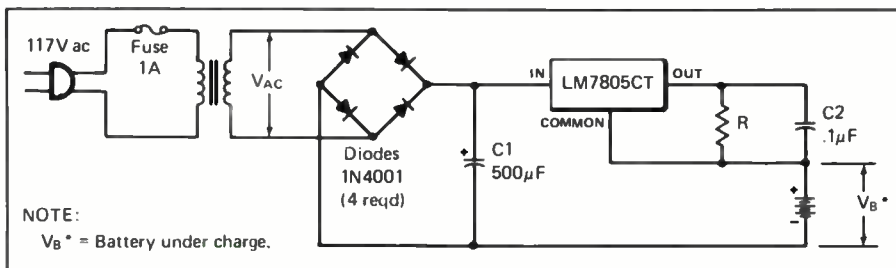 117V ac
Fuse
1A
VAC
Diodes
1N4001
(4 reqd)
C1
500μF
IN
LM7805CT
OUT
COMMON
R
C2
.1μF
VB*
NOTE:
VB* = Battery under charge.
+
+
-